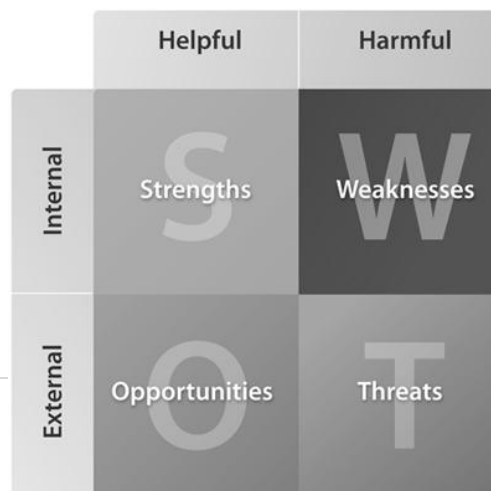 Helpful
Harmful
Internal
S
Strengths
W
Weaknesses
External
O
Opportunities
T
Threats